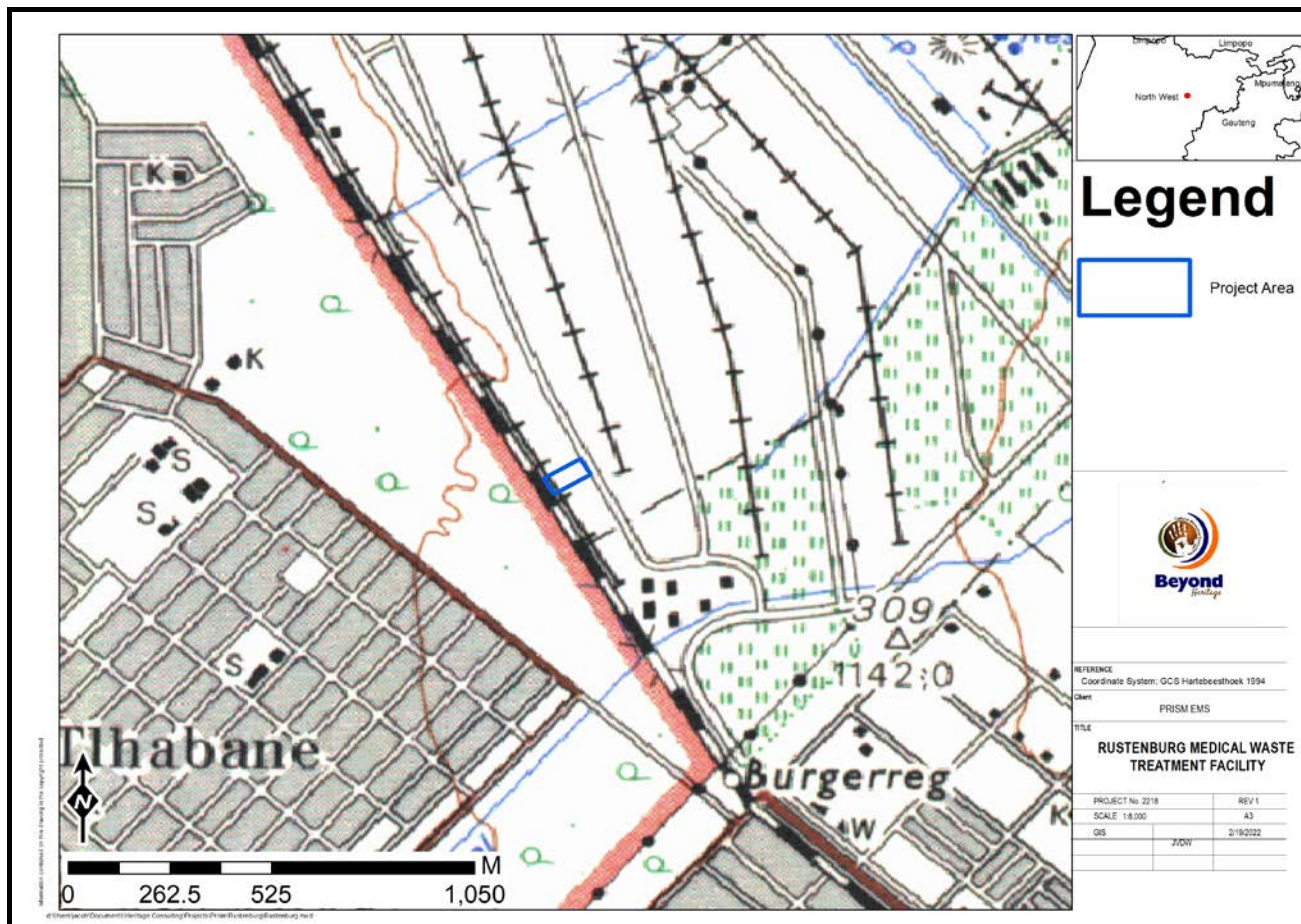 K
K
S
S
S
Tlhabane
N
309
1142,0
Burgerreg
W
K
M
0 262.5 525 1,050
Limpopo
Limpopo
North West
Gauteng
Legend
Project Area
Beyond
Heritage
REFERENCE
Coordinate System: GCS Hartebeesthoek 1994
Client
PRISM EMS
TITLE
RUSTENBURG MEDICAL WASTE
TREATMENT FACILITY
PROJECT No. 2218 REV 1
SCALE 1:8,000 A3
GIS 2/19/2022
JVDW